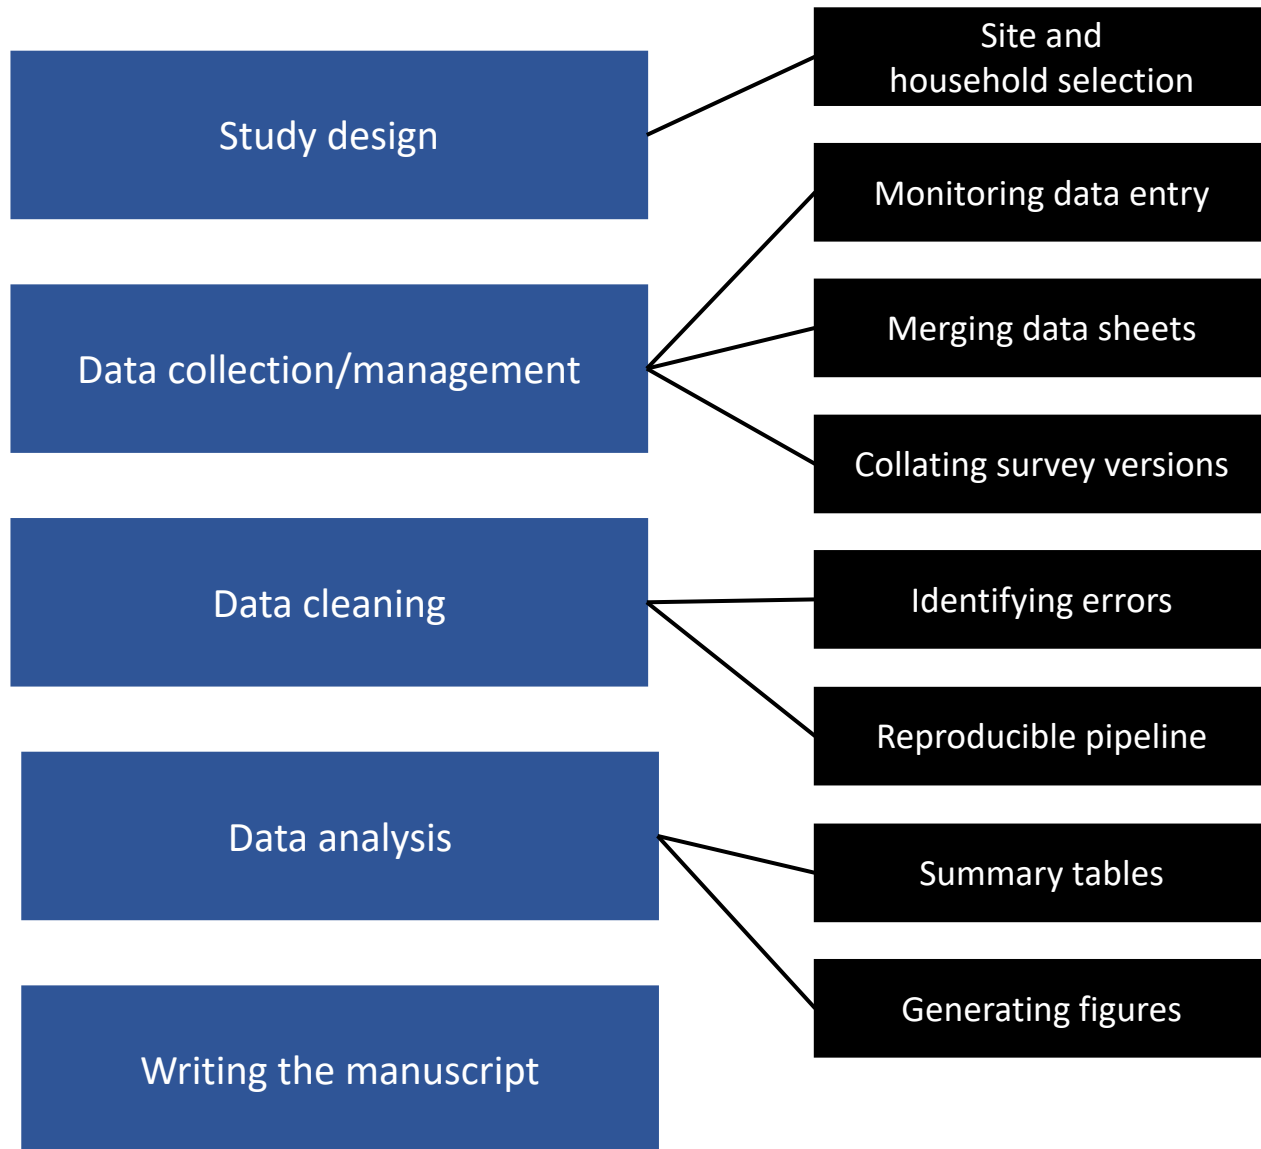 Study design
Site and
household selection
Data collection/management
Monitoring data entry
Merging data sheets
Collating survey versions
Data cleaning
Identifying errors
Reproducible pipeline
Data analysis
Summary tables
Generating figures
Writing the manuscript